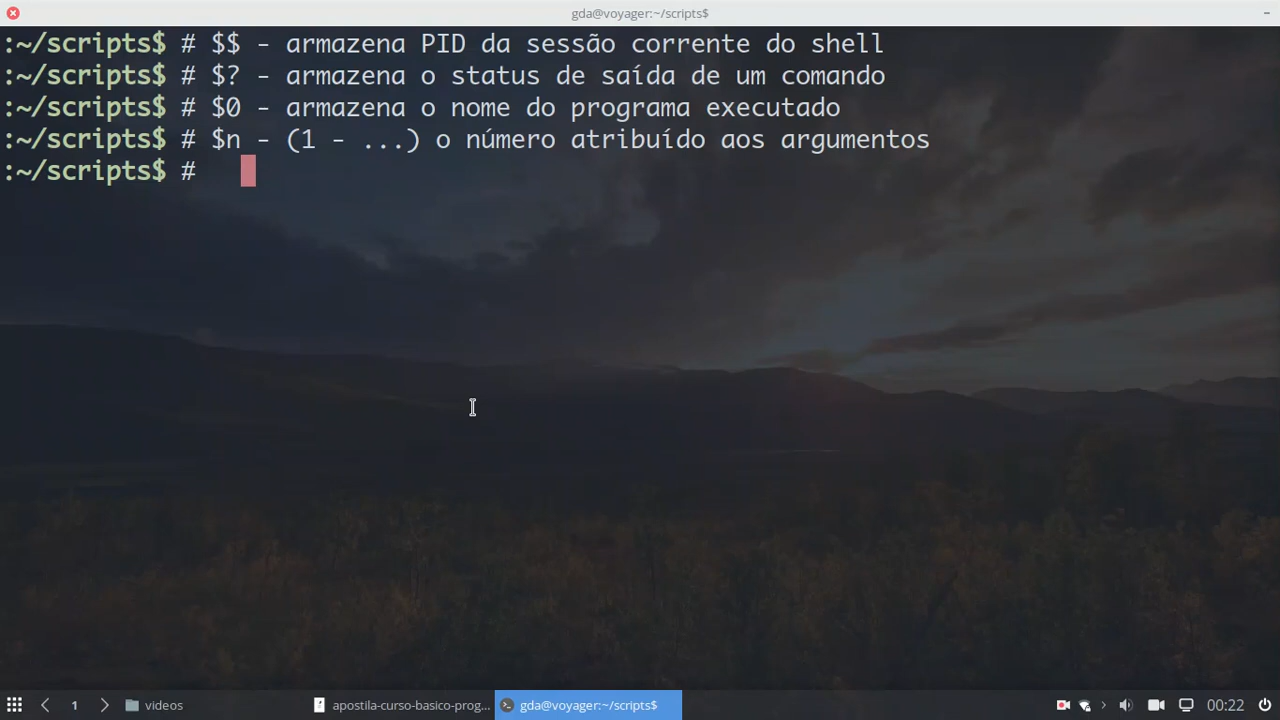 gda@voyager:~/scripts$
:~/scripts$ # $$ - armazena PID da sessão corrente do shell
:~/scripts$ # $? - armazena o status de saída de um comando
:~/scripts$ # $0 - armazena o nome do programa executado
:~/scripts$ # $n - (1 - ...) o número atribuído aos argumentos
:~/scripts$ #
1 videos apostila-curso-basico-prog... gda@voyager:~/scripts$ 00:22